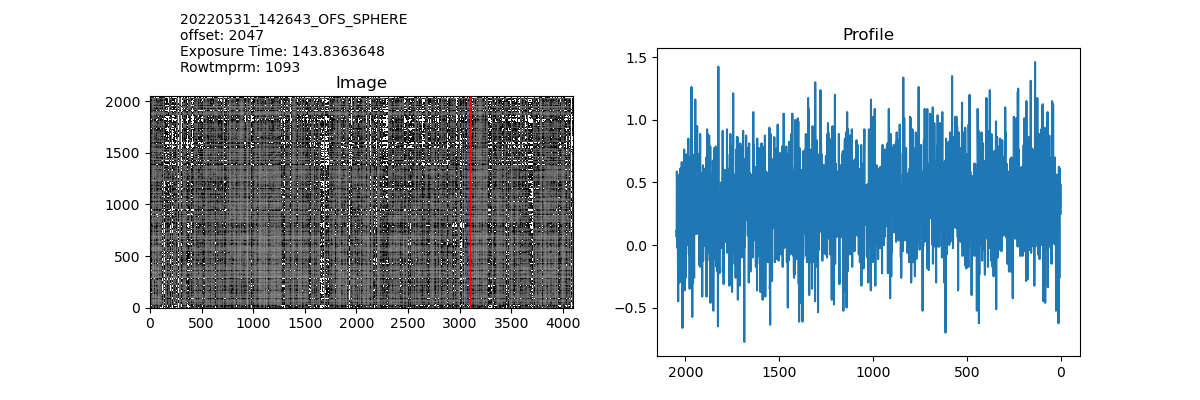 20220531_142643_OFS_SPHERE
offset: 2047
Exposure Time: 143.8363648
Rowtmprm: 1093
Image
2000
1500
1000
500
0
0 500 1000 1500 2000 2500 3000 3500 4000
Profile
1.5
1.0
0.5
0.0
−0.5
2000 1500 1000 500 0